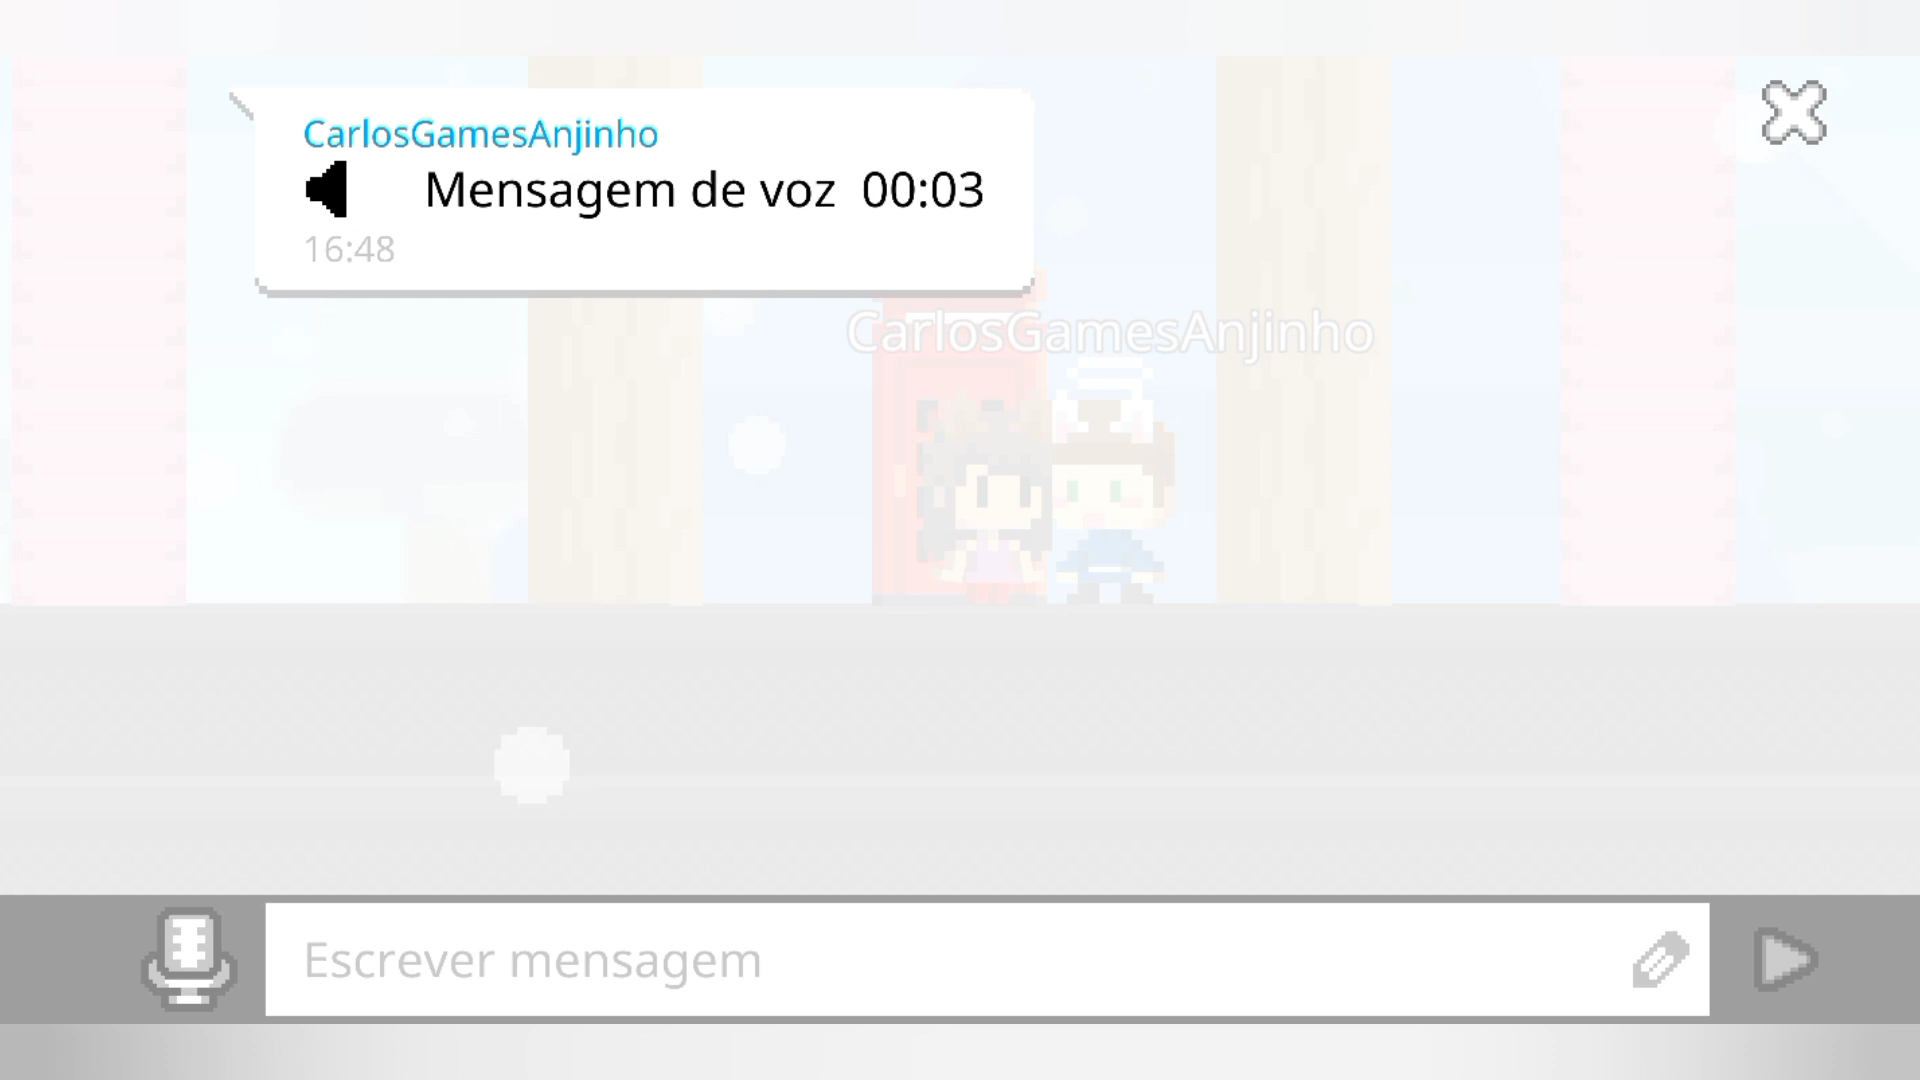 CarlosGamesAnjinho
Mensagem de voz 00:03
16:48
CarlosGamesAnjinho
Escrever mensagem